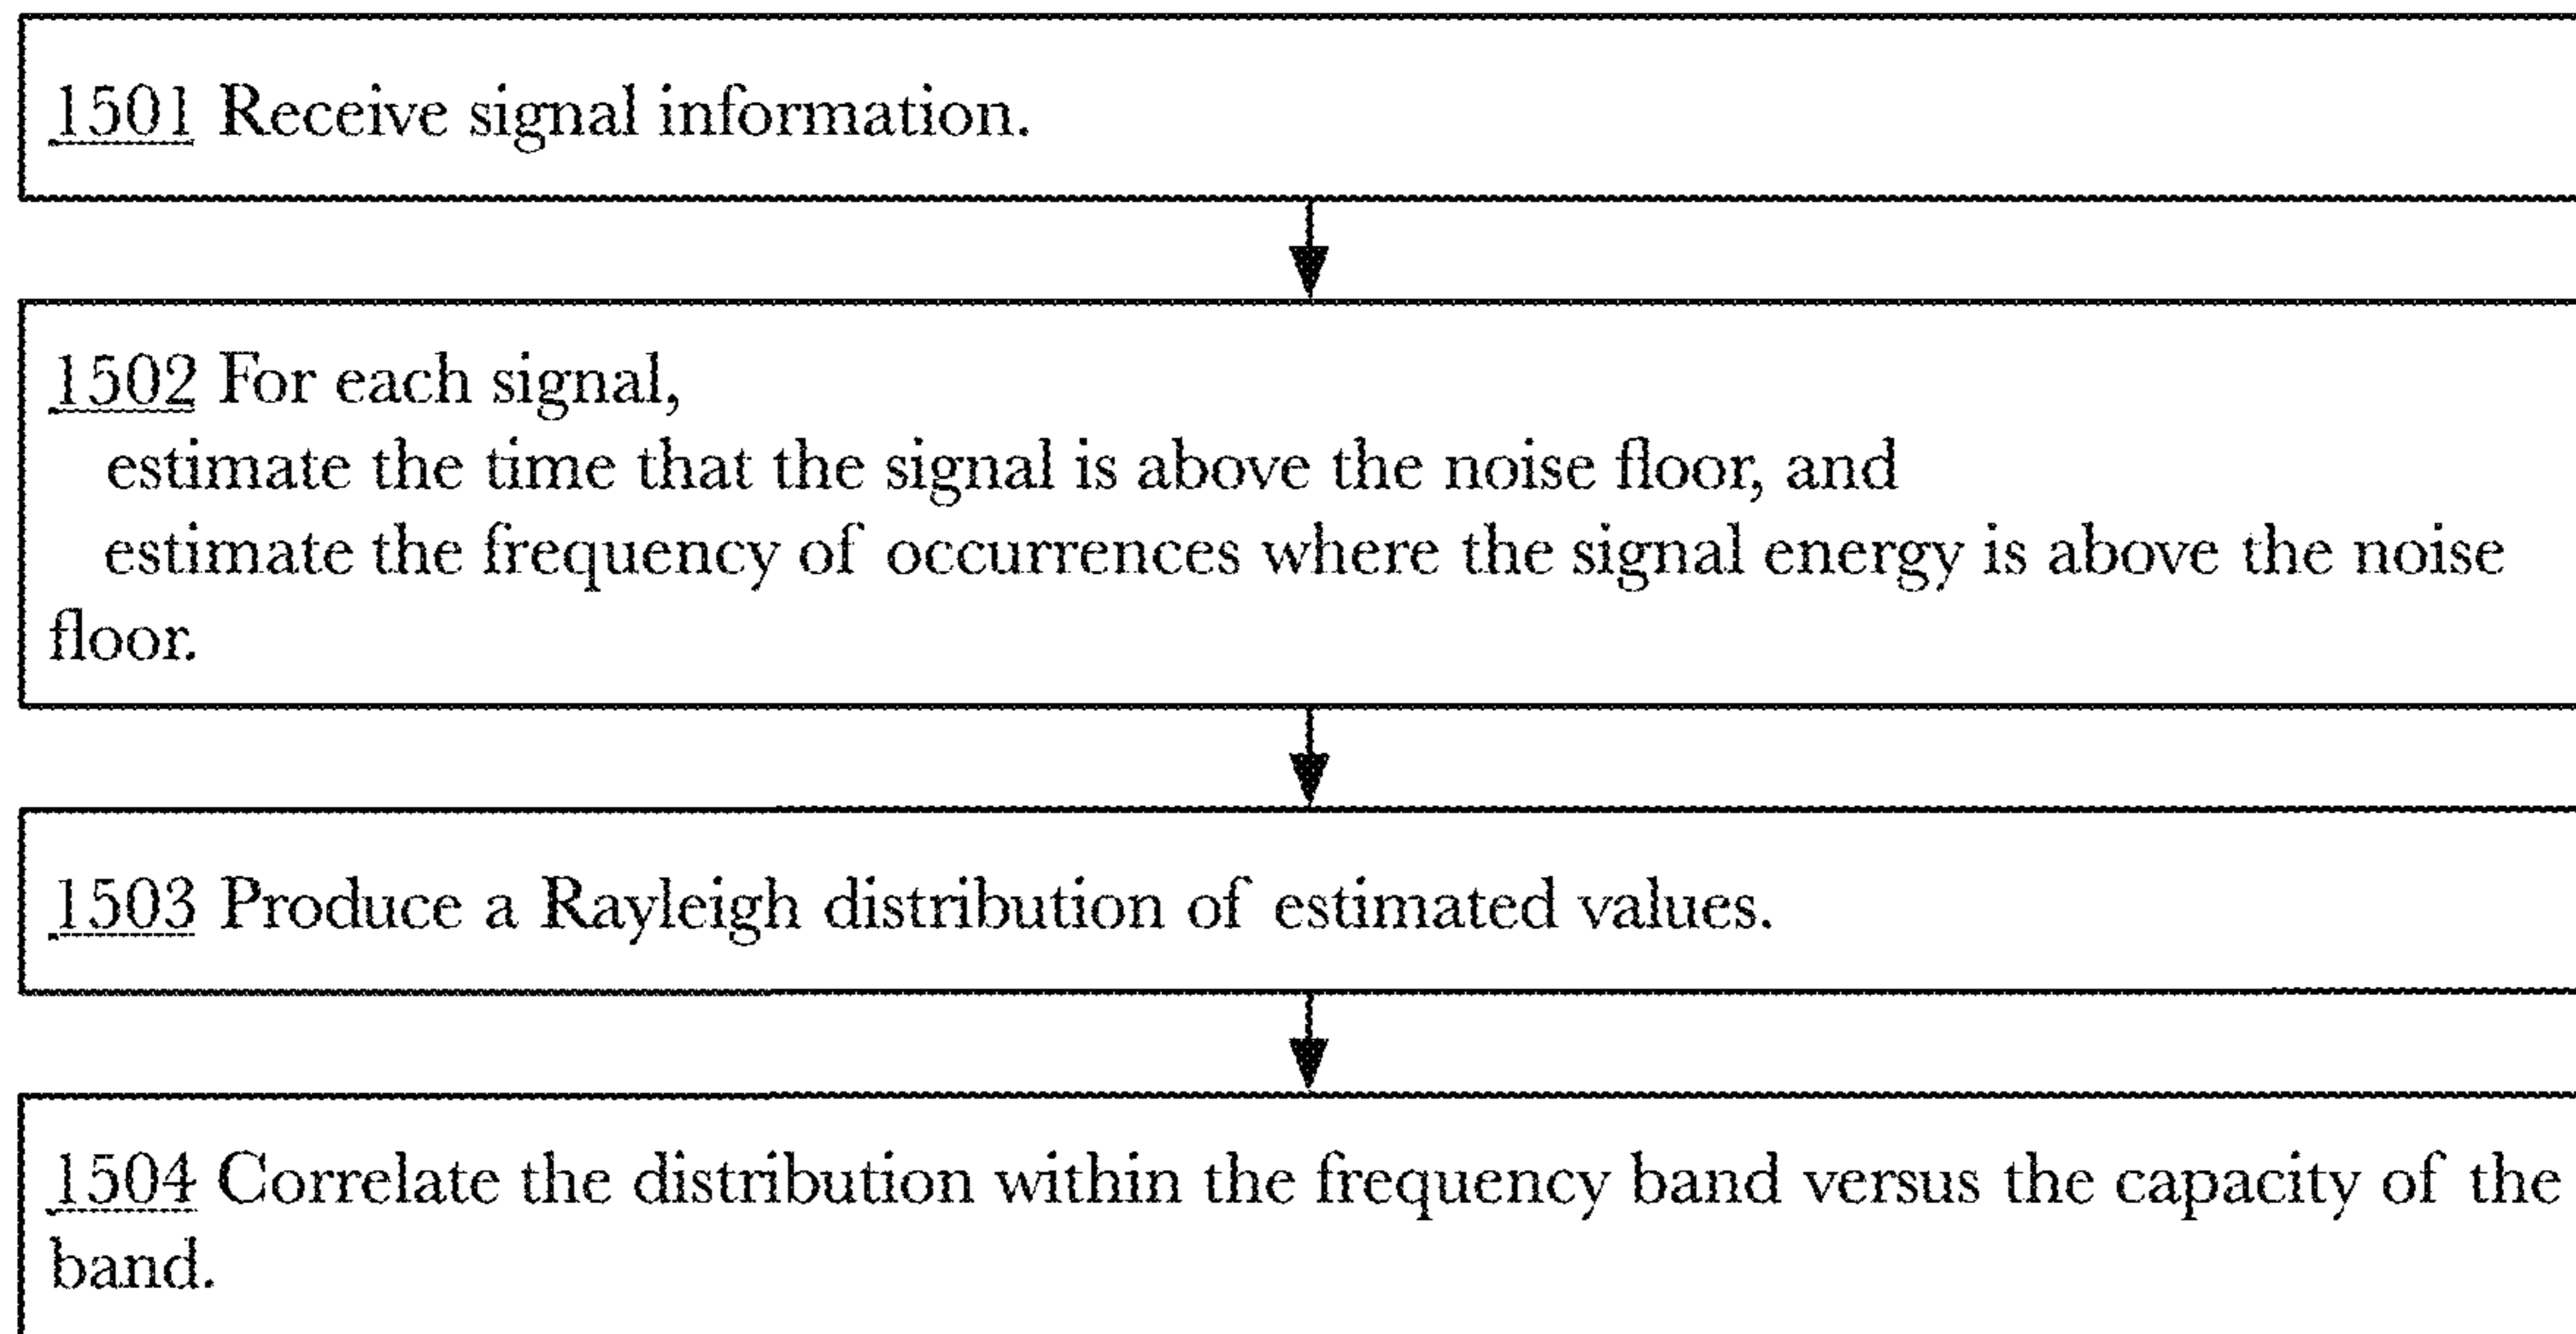 1501 Receive signal information.
1502 For each signal,
estimate the time that the signal is above the noise floor, and
estimate the frequency of occurrences where the signal energy is above the noise
floor.
1503 Produce a Rayleigh distribution of estimated values.
1504 Correlate the distribution within the frequency band versus the capacity of the
band.